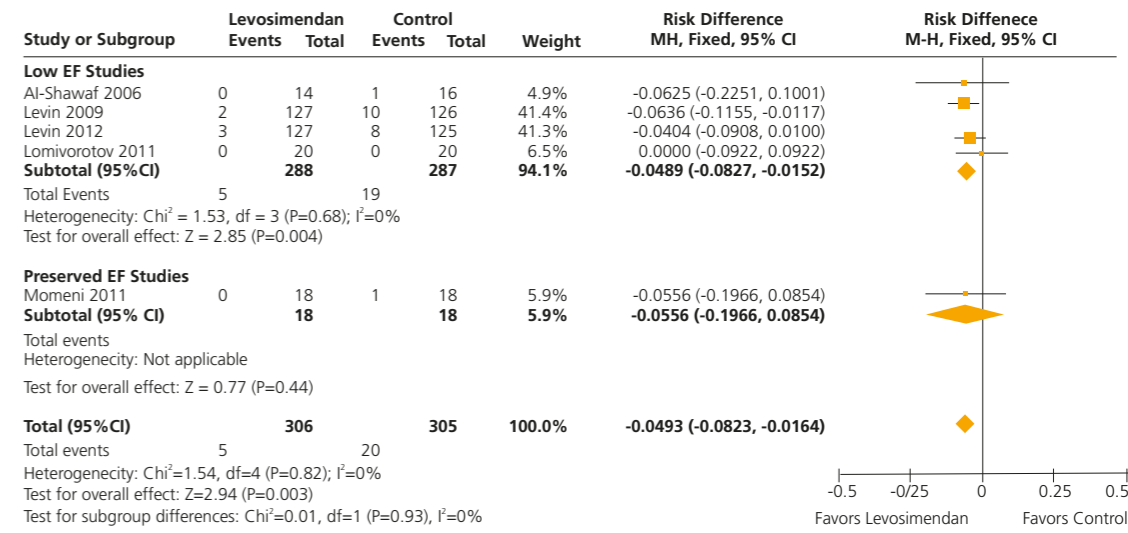 Levosimendan Control Risk Difference Risk Diffenece
Study or Subgroup Events Total Events Total Weight MH, Fixed, 95% CI M-H, Fixed, 95% CI
Low EF Studies
Al-Shawaf 2006 0 14 1 16 4.9% -0.0625 (-0.2251, 0.1001)
Levin 2009 2 127 10 126 41.4% -0.0636 (-0.1155, -0.0117)
Levin 2012 3 127 8 125 41.3% -0.0404 (-0.0908, 0.0100)
Lomivorotov 2011 0 20 0 20 6.5% 0.0000 (-0.0922, 0.0922)
Subtotal (95%CI) 288 287 94.1% -0.0489 (-0.0827, -0.0152)
Total Events 5 19
Heterogenecity: Chi² = 1.53, df = 3 (P=0.68); I²=0%
Test for overall effect: Z = 2.85 (P=0.004)
Preserved EF Studies
Momeni 2011 0 18 1 18 5.9% -0.0556 (-0.1966, 0.0854)
Subtotal (95% CI) 18 18 5.9% -0.0556 (-0.1966, 0.0854)
Total events
Heterogenecity: Not applicable
Test for overall effect: Z = 0.77 (P=0.44)
Total (95%CI) 306 305 100.0% -0.0493 (-0.0823, -0.0164)
Total events 5 20
Heterogenecity: Chi²=1.54, df=4 (P=0.82); I²=0%
Test for overall effect: Z=2.94 (P=0.003)
Test for subgroup differences: Chi²=0.01, df=1 (P=0.93), I²=0%
-0.5 -0/25 0 0.25 0.5
Favors Levosimendan Favors Control